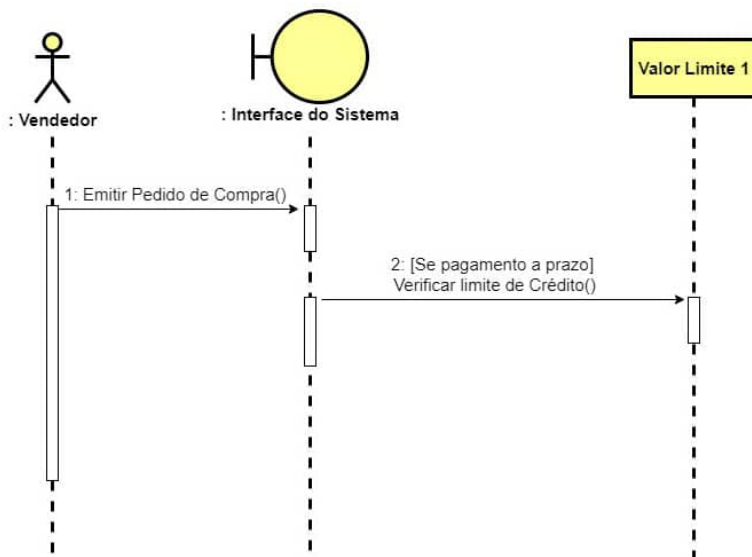 : Vendedor
: Interface do Sistema
Valor Limite 1
1: Emitir Pedido de Compra()
2: [Se pagamento a prazo]
Verificar limite de Crédito()